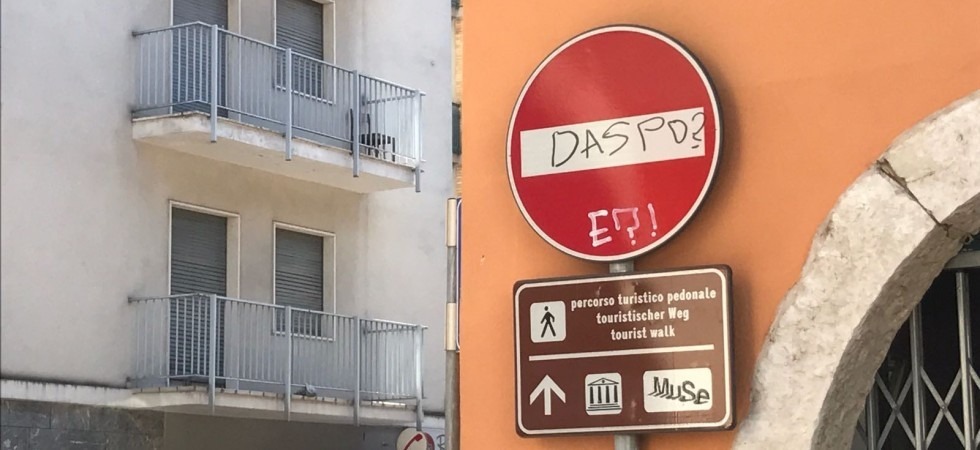 DASPO?
E?!
percorso turistico pedonale
touristischer Weg
tourist walk
MuSe